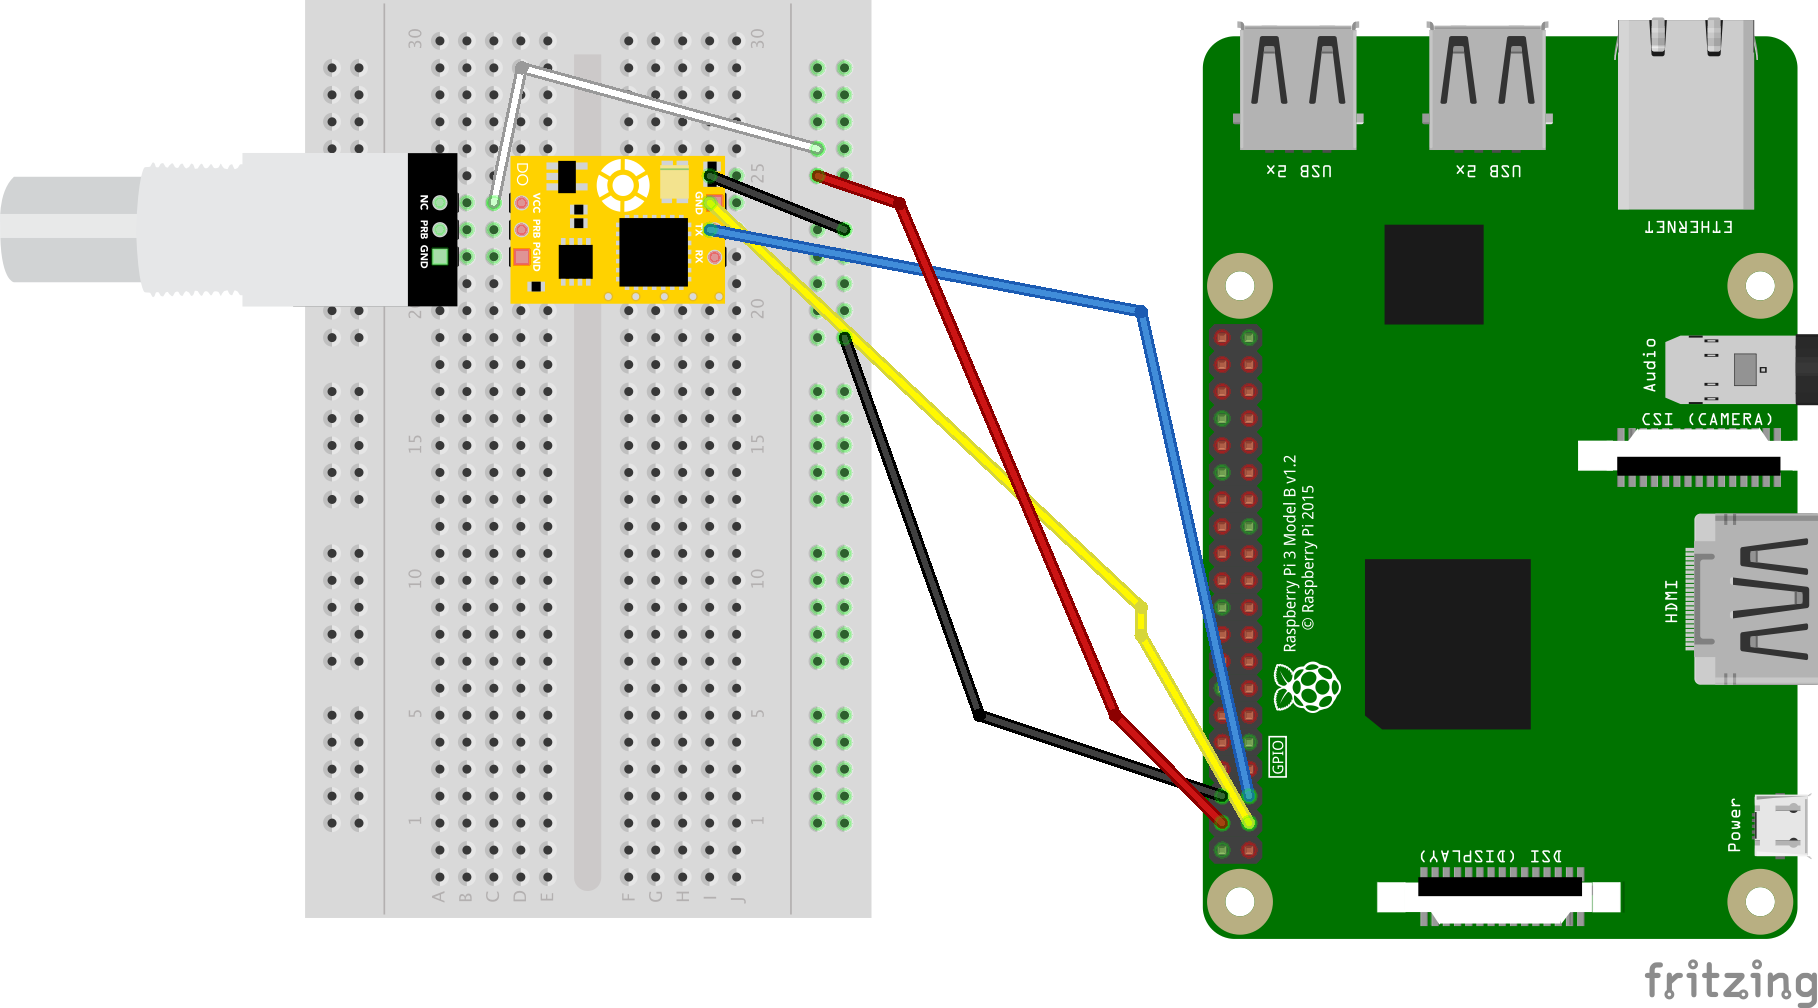 30
30
USB 2x
USB 2x
25
DO
NC
PRB
GND
VCC
PRB
PGND
GND
TX
RX
ETHERNET
20
20
Audio
CSI (CAMERA)
15
15
Raspberry Pi 3 Model B v1.2
© Raspberry Pi 2015
10
10
HDMI
5
5
GPIO
1
1
Power
DSI (DISPLAY)
A B C D E F G H I J
fritzing